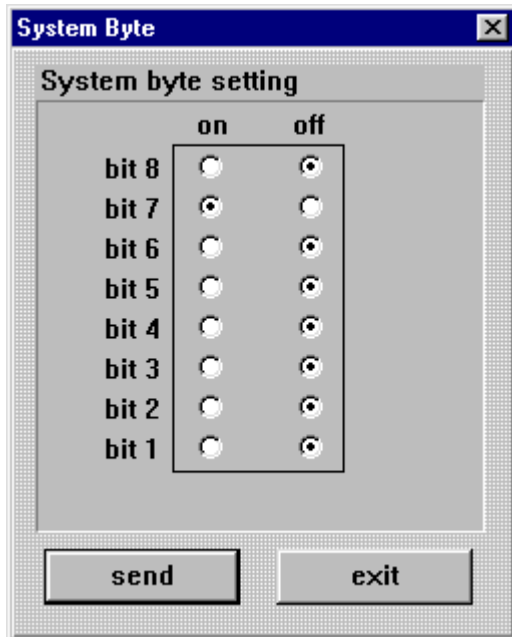 System Byte
System byte setting
on off
bit 8
bit 7
bit 6
bit 5
bit 4
bit 3
bit 2
bit 1
send exit